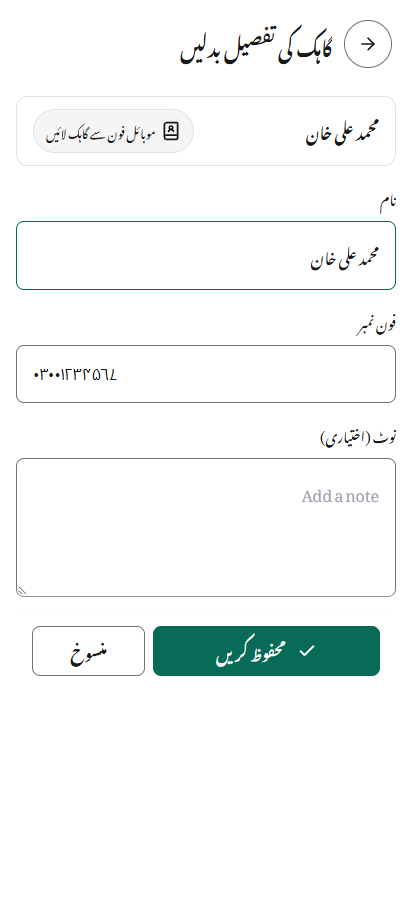 گاہک کی تفصیل بدلیں
محمد علی خان
موبائل فون سے گاہک لائیں
نام
محمد علی خان
فون نمبر
۰۳۰۰۱۲۳۴۵۶۷
نوٹ (اختیاری)
Add a note
محفوظ کریں
منسوخ